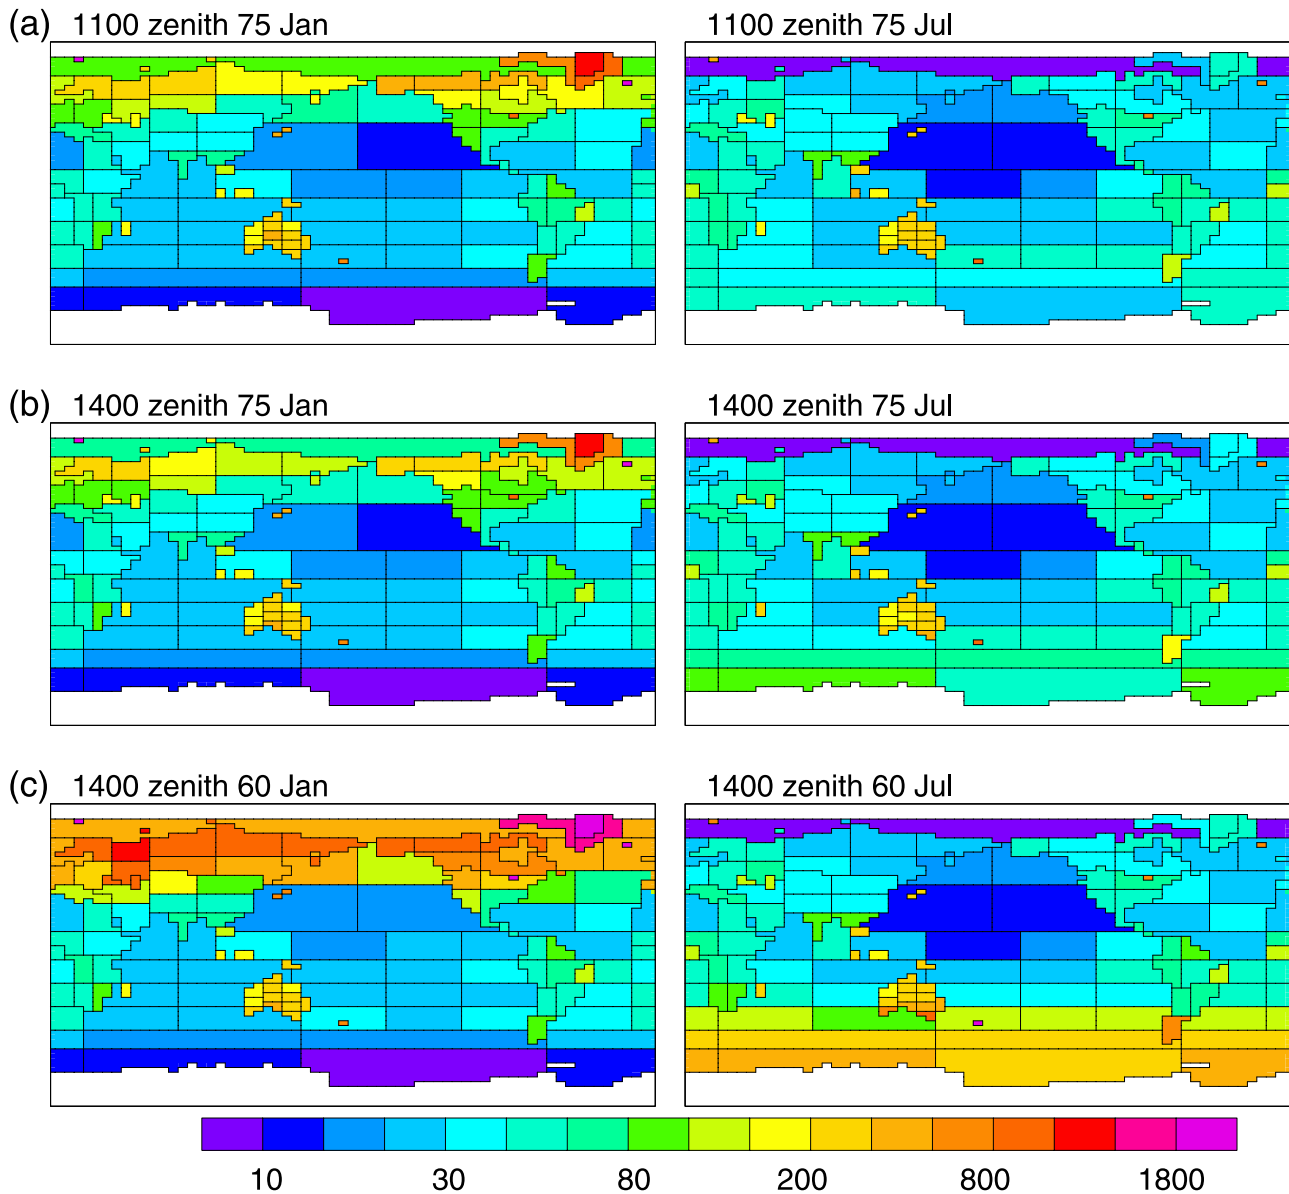 (a) 1100 zenith 75 Jan 1100 zenith 75 Jul
(b) 1400 zenith 75 Jan 1400 zenith 75 Jul
(c) 1400 zenith 60 Jan 1400 zenith 60 Jul
10 30 80 200 800 1800